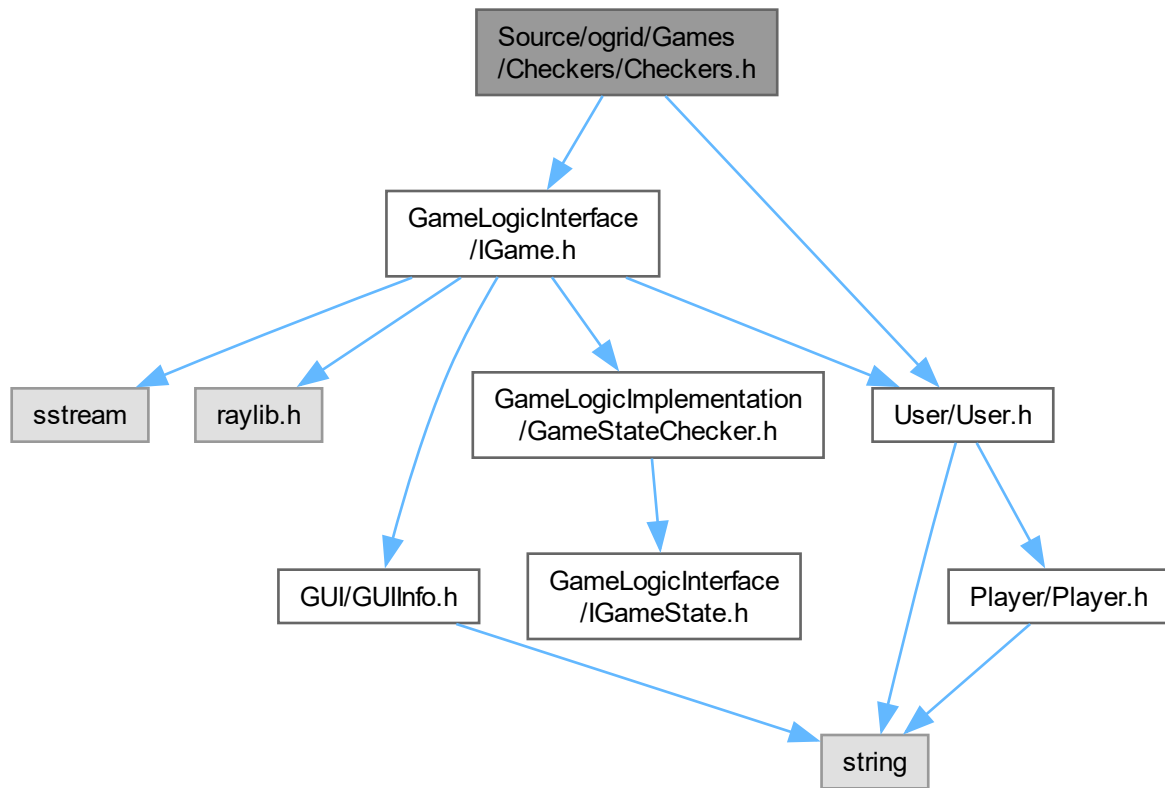 Source/ogrid/Games
/Checkers/Checkers.h
GameLogicInterface
/IGame.h
sstream
raylib.h
GameLogicImplementation
/GameStateChecker.h
User/User.h
GUI/GUIInfo.h
GameLogicInterface
/IGameState.h
Player/Player.h
string